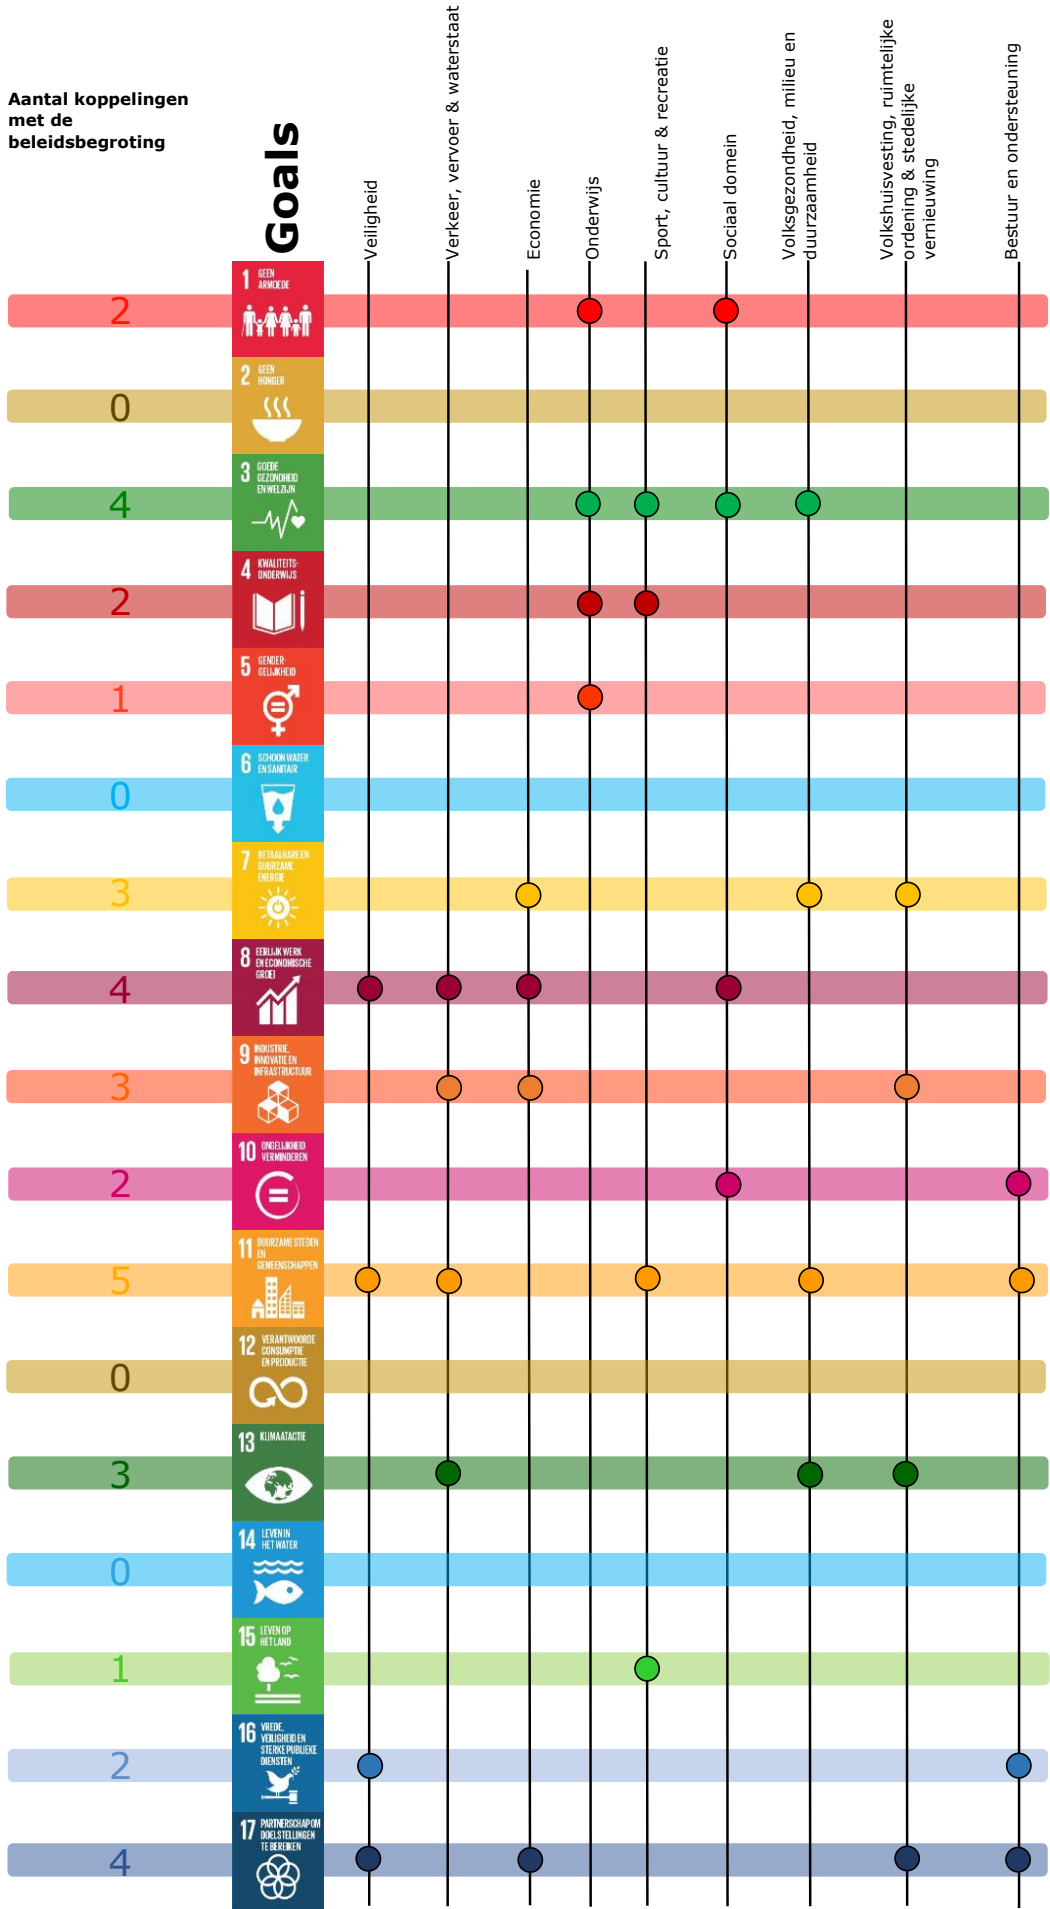 Aantal koppelingen
met de
beleidsbegroting
Goals
Veiligheid
Verkeer, vervoer & waterstaat
Economie
Onderwijs
Sport, cultuur & recreatie
Sociaal domein
Volksgezondheid, milieu en
duurzaamheid
Volkshuisvesting, ruimtelijke
ordening & stedelijke
vernieuwing
Bestuur en ondersteuning
2
1 GEEN
ARMOEDE
0
2 GEEN
HONGER
4
3 GOEDE
GEZONDHEID
EN WELZIJN
2
4 KWALITEITS-
ONDERWIJS
1
5 GENDER-
GELIJKHEID
0
6 SCHOON WATER
EN SANITAIR
3
7 BETAALBARE EN
DUURZAME
ENERGIE
4
8 EERLIJK WERK
EN ECONOMISCHE
GROEI
3
9 INDUSTRIE,
INNOVATIE EN
INFRASTRUCTUUR
2
10 ONGELIJKHEID
VERMINDEREN
5
11 DUURZAME STEDEN
EN
GEMEENSCHAPPEN
0
12 VERANTWOORDE
CONSUMPTIE
EN PRODUCTIE
3
13 KLIMAATACTIE
0
14 LEVEN IN
HET WATER
1
15 LEVEN OP
HET LAND
2
16 VREDE,
VEILIGHEID EN
STERKE PUBLIEKE
DIENSTEN
4
17 PARTNERSCHAP OM
DOELSTELLINGEN
TE BEREIKEN